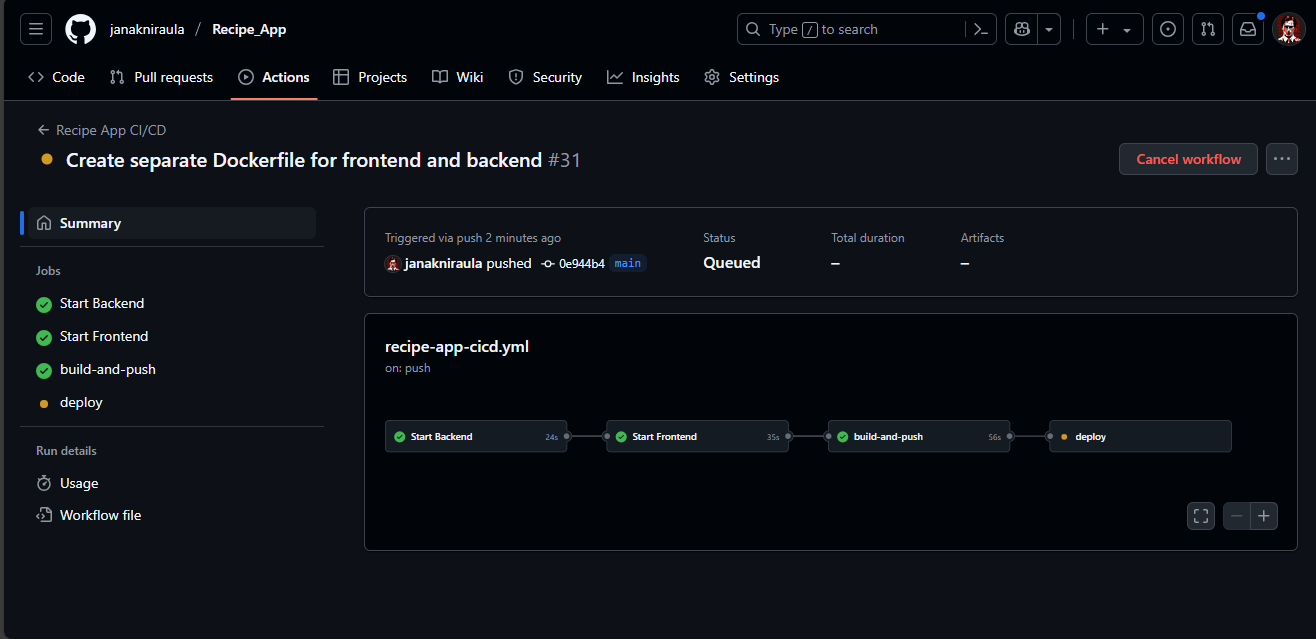 janakniraula / Recipe_App
Type / to search
Code Pull requests Actions Projects Wiki Security Insights Settings
Recipe App CI/CD
Create separate Dockerfile for frontend and backend #31
Cancel workflow
Summary
Jobs
Start Backend
Start Frontend
build-and-push
deploy
Run details
Usage
Workflow file
Triggered via push 2 minutes ago
janakniraula pushed 0e944b4 main
Status
Queued
Total duration
–
Artifacts
–
recipe-app-cicd.yml
on: push
Start Backend 24s
Start Frontend 35s
build-and-push 56s
deploy